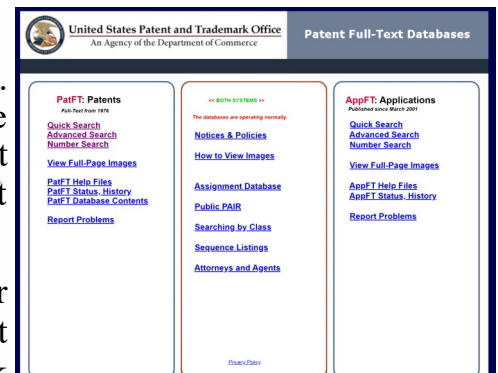 United States Patent and Trademark Office
An Agency of the Department of Commerce
Patent Full-Text Databases
PatFT: Patents
Full-Text from 1976
Quick Search
Advanced Search
Number Search
View Full-Page Images
PatFT Help Files
PatFT Status, History
PatFT Database Contents
Report Problems
<< BOTH SYSTEMS >>
The databases are operating normally.
Notices & Policies
How to View Images
Assignment Database
Public PAIR
Searching by Class
Sequence Listings
Attorneys and Agents
Privacy Policy
AppFT: Applications
Published since March 2001
Quick Search
Advanced Search
Number Search
View Full-Page Images
AppFT Help Files
AppFT Status, History
Report Problems